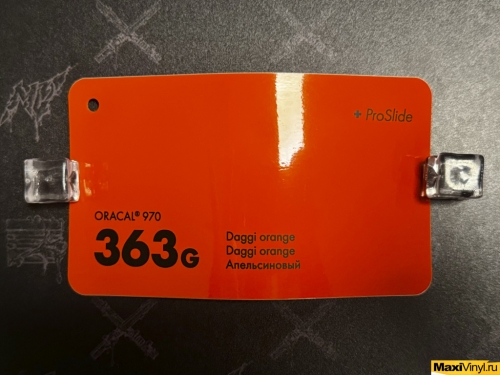 + ProSlide
ORACAL® 970
363G
Daggi orange
Daggi orange
Апельсиновый
MaxiVinyl.ru